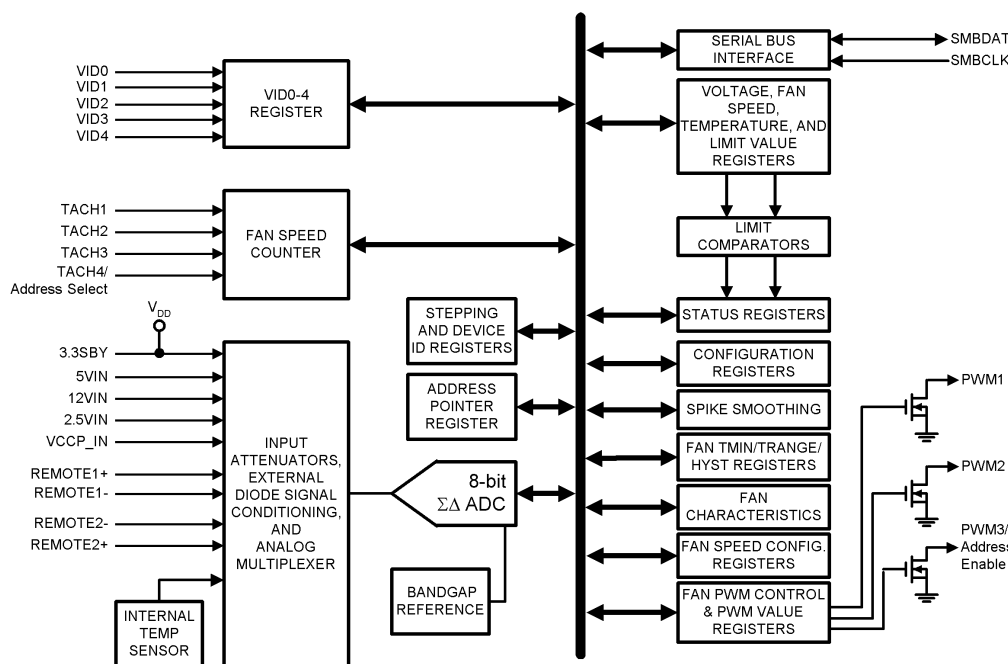 VID0
VID1
VID2
VID3
VID4
VID0-4
REGISTER
TACH1
TACH2
TACH3
TACH4/
Address Select
FAN SPEED
COUNTER
VDD
3.3SBY
5VIN
12VIN
2.5VIN
VCCP_IN
REMOTE1+
REMOTE1-
REMOTE2-
REMOTE2+
INTERNAL
TEMP
SENSOR
INPUT
ATTENUATORS,
EXTERNAL
DIODE SIGNAL
CONDITIONING,
AND
ANALOG
MULTIPLEXER
STEPPING
AND DEVICE
ID REGISTERS
ADDRESS
POINTER
REGISTER
8-bit
ΣΔ ADC
BANDGAP
REFERENCE
SERIAL BUS
INTERFACE
SMBDAT
SMBCLK
VOLTAGE, FAN
SPEED,
TEMPERATURE, AND
LIMIT VALUE
REGISTERS
LIMIT
COMPARATORS
STATUS REGISTERS
CONFIGURATION
REGISTERS
SPIKE SMOOTHING
FAN TMIN/TRANGE/
HYST REGISTERS
FAN
CHARACTERISTICS
FAN SPEED CONFIG.
REGISTERS
FAN PWM CONTROL
& PWM VALUE
REGISTERS
PWM1
PWM2
PWM3/
Address
Enable